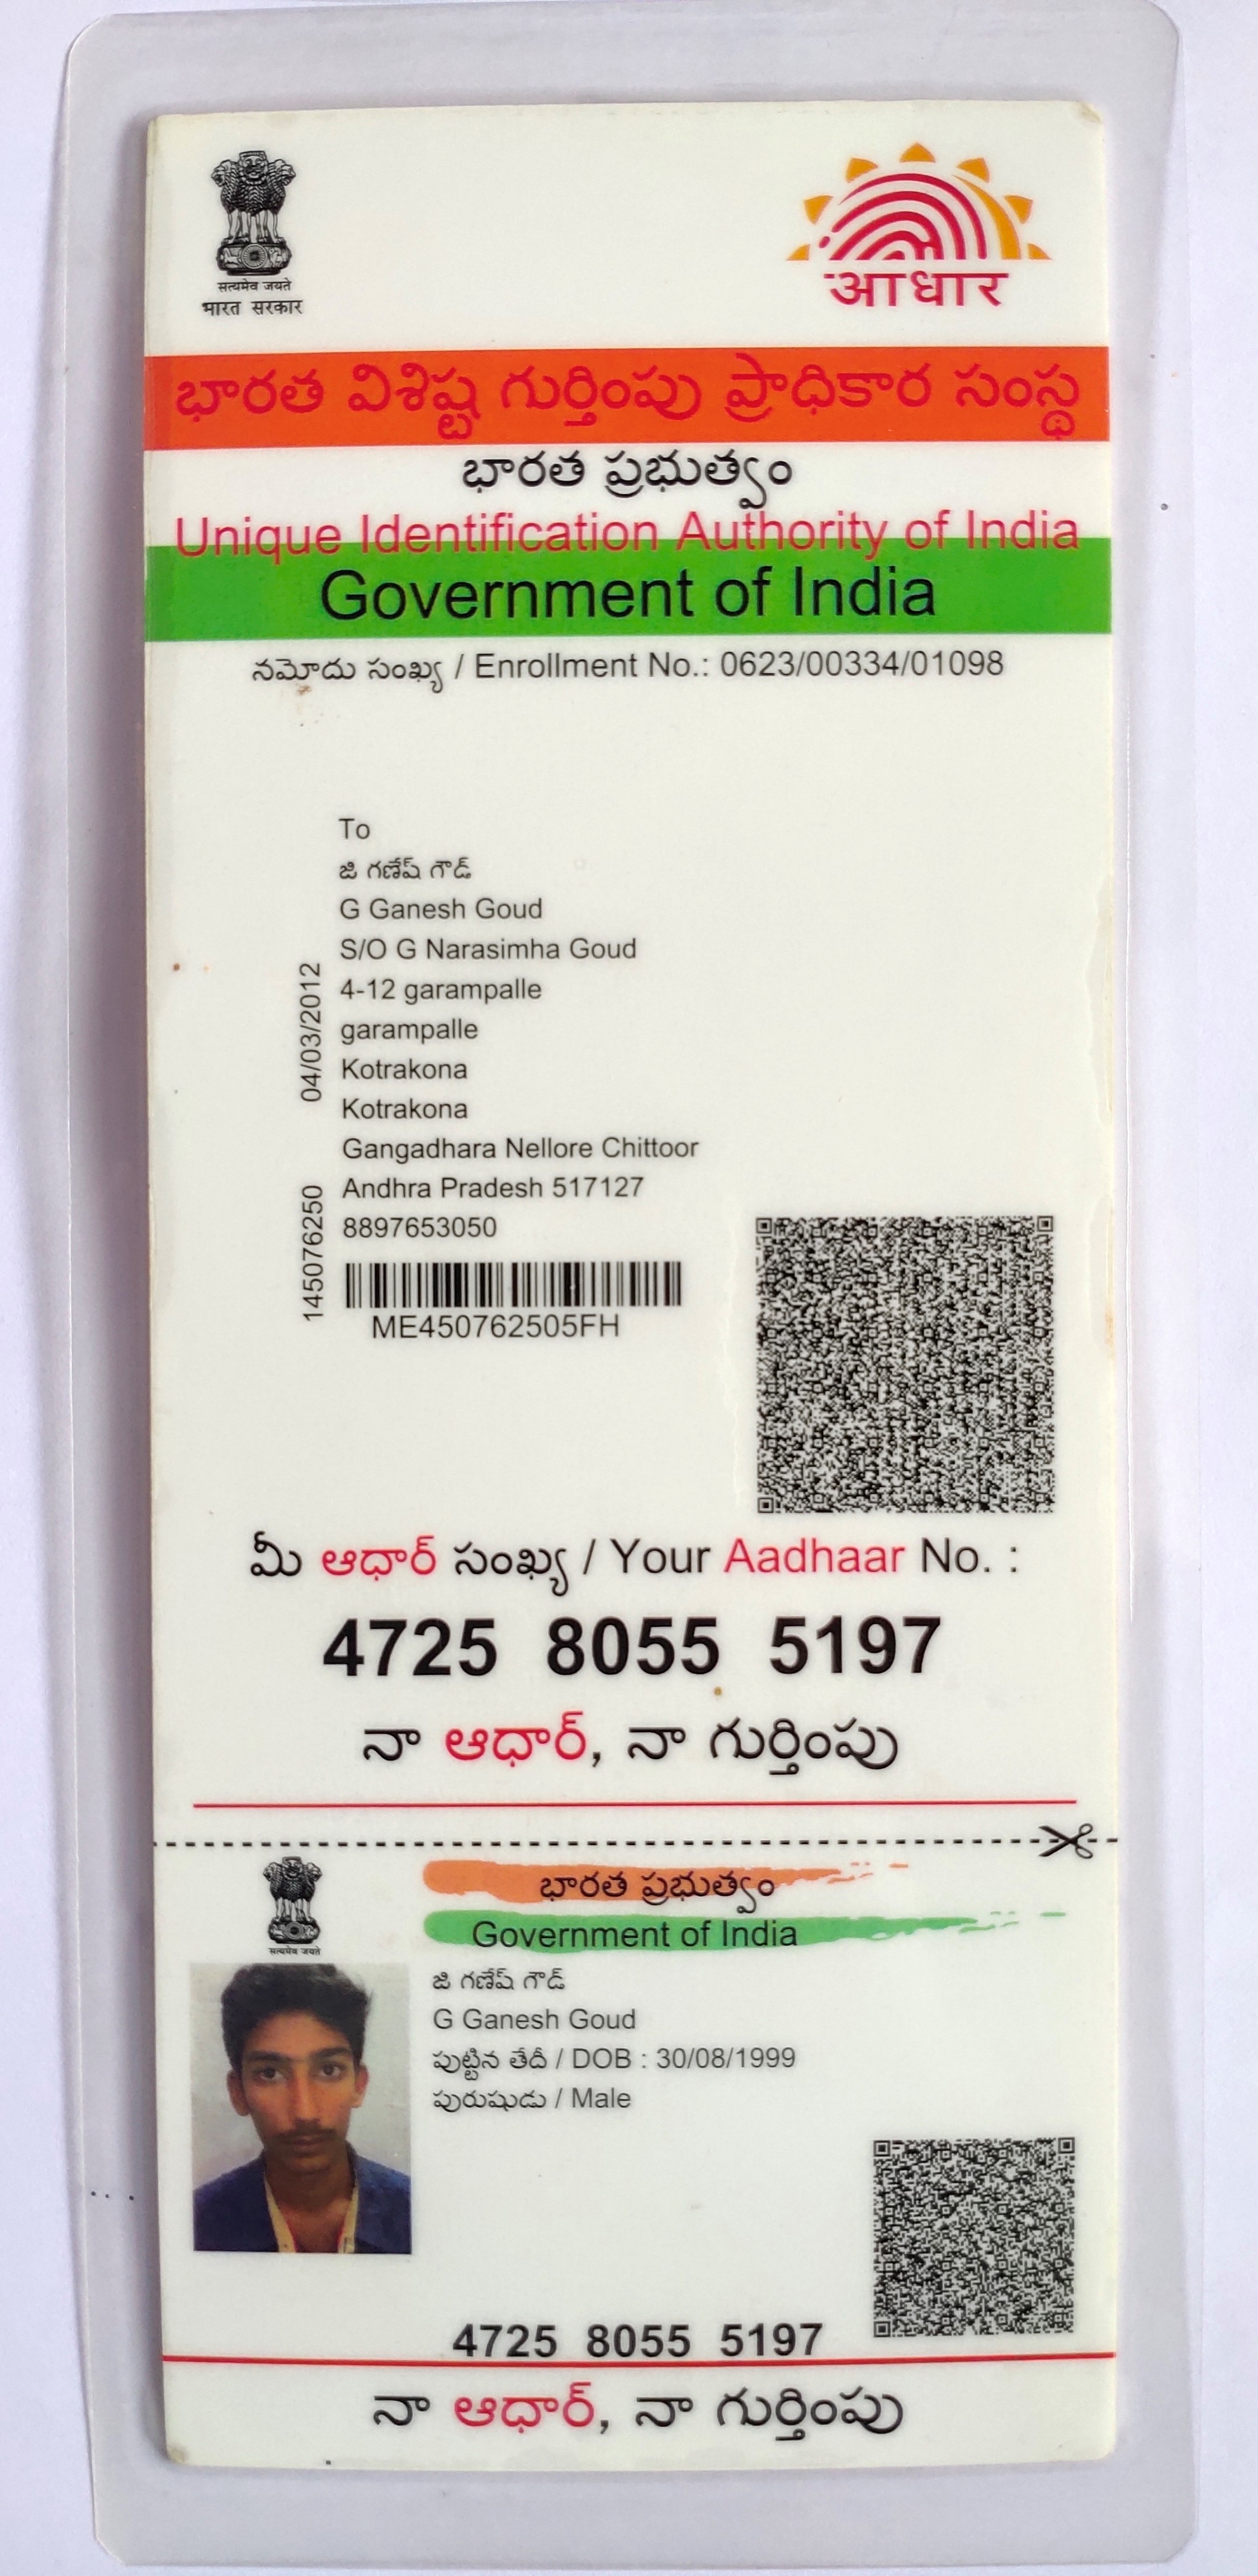 सत्यमेव जयते
भारत सरकार
आधार
భారత విశిష్ట గుర్తింపు ప్రాధికార సంస్థ
భారత ప్రభుత్వం
Unique Identification Authority of India
Government of India
నమోదు సంఖ్య / Enrollment No.: 0623/00334/01098
To
జి గణేష్ గౌడ్
G Ganesh Goud
S/O G Narasimha Goud
4-12 garampalle
garampalle
Kotrakona
Kotrakona
Gangadhara Nellore Chittoor
Andhra Pradesh 517127
8897653050
04/03/2012
145076250
ME450762505FH
మీ ఆధార్ సంఖ్య / Your Aadhaar No. :
4725 8055 5197
నా ఆధార్, నా గుర్తింపు
सत्यमेव जयते
భారత ప్రభుత్వం
Government of India
జి గణేష్ గౌడ్
G Ganesh Goud
పుట్టిన తేదీ / DOB : 30/08/1999
పురుషుడు / Male
4725 8055 5197
నా ఆధార్, నా గుర్తింపు